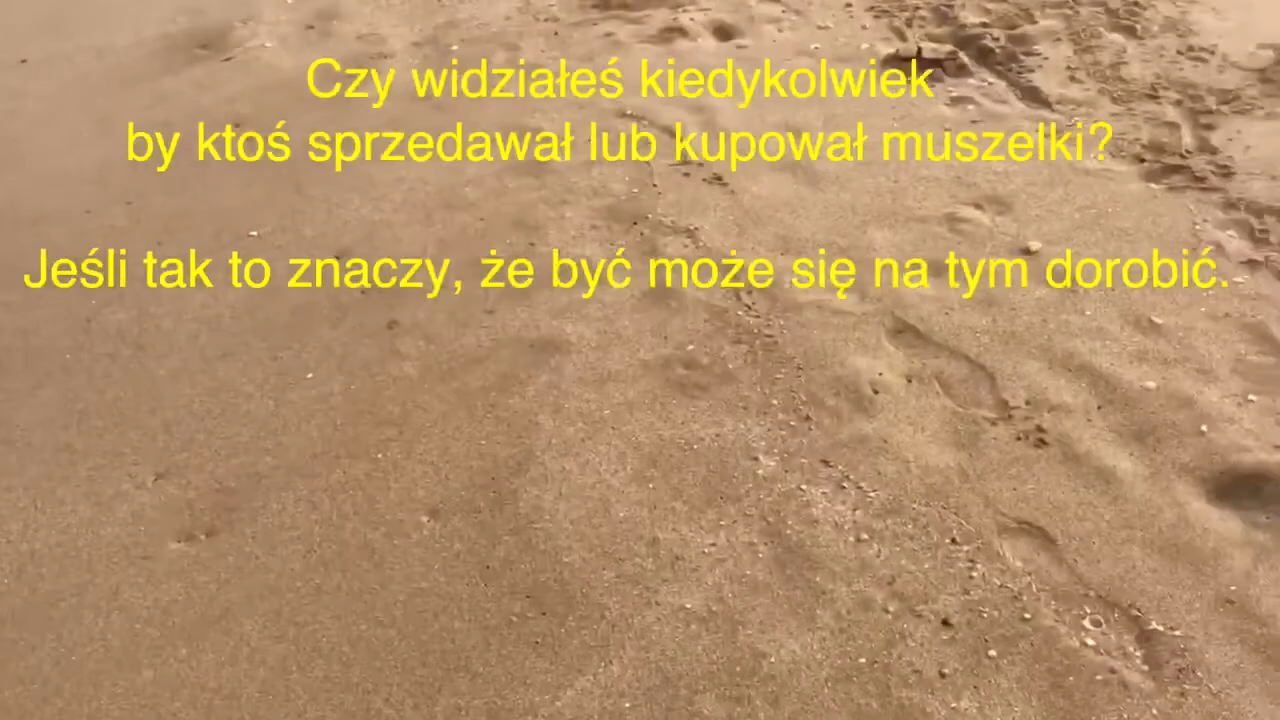 Czy widziałeś kiedykolwiek
by ktoś sprzedawał lub kupował muszelki?
Jeśli tak to znaczy, że być może się na tym dorobić.